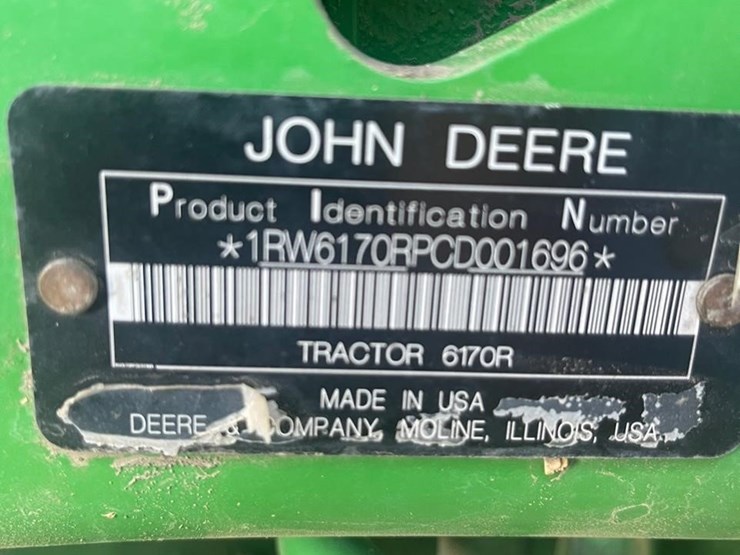 JOHN DEERE
Product Identification Number
*1RW6170RPCD001696*
TRACTOR 6170R
MADE IN USA
DEERE & COMPANY, MOLINE, ILLINOIS, USA